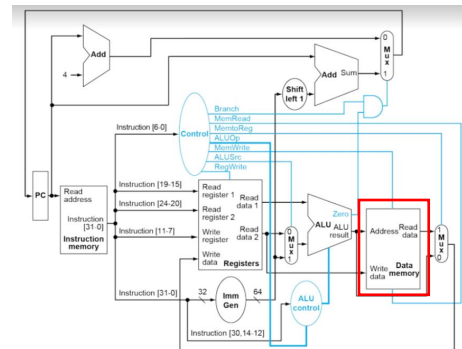 Add
4
Add Sum
0
Mux
1
Shift
left 1
Branch
MemRead
MemtoReg
ALUOp
MemWrite
ALUSrc
RegWrite
Instruction [6-0]
Control
PC
Read
address
Instruction
[31-0]
Instruction
memory
Instruction [19-15]
Instruction [24-20]
Instruction [11-7]
Read
register 1
Read
data 1
Read
register 2
Write
register
Read
data 2
Write
data
Registers
0
Mux
1
Zero
ALU ALU
result
Address
Read
data
Write
data
Data
memory
1
Mux
0
Instruction [31-0]
32
Imm
Gen
64
ALU
control
Instruction [30,14-12]